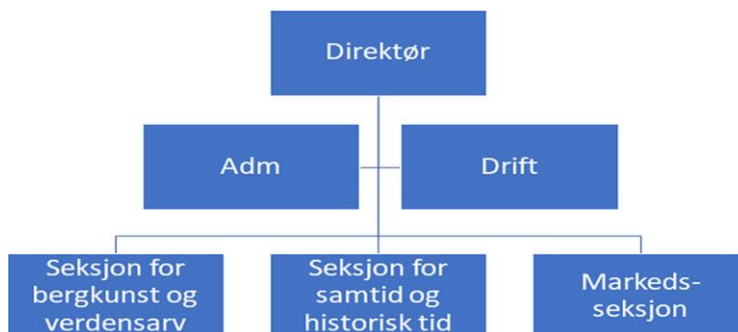 Direktør
Adm
Drift
Seksjon for
bergkunst og
verdensarv
Seksjon for
samtid og
historisk tid
Markeds-
seksjon